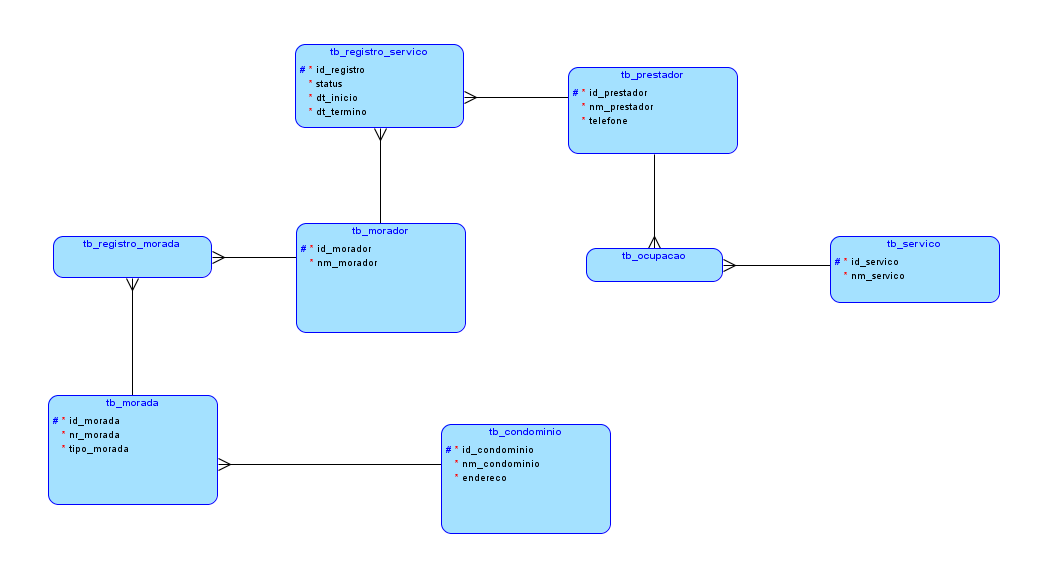 tb_registro_servico
# * id_registro
* status
* dt_inicio
* dt_termino
tb_prestador
# * id_prestador
* nm_prestador
* telefone
tb_morador
# * id_morador
* nm_morador
tb_registro_morada
tb_ocupacao
tb_servico
# * id_servico
* nm_servico
tb_morada
# * id_morada
* nr_morada
* tipo_morada
tb_condominio
# * id_condominio
* nm_condominio
* endereco